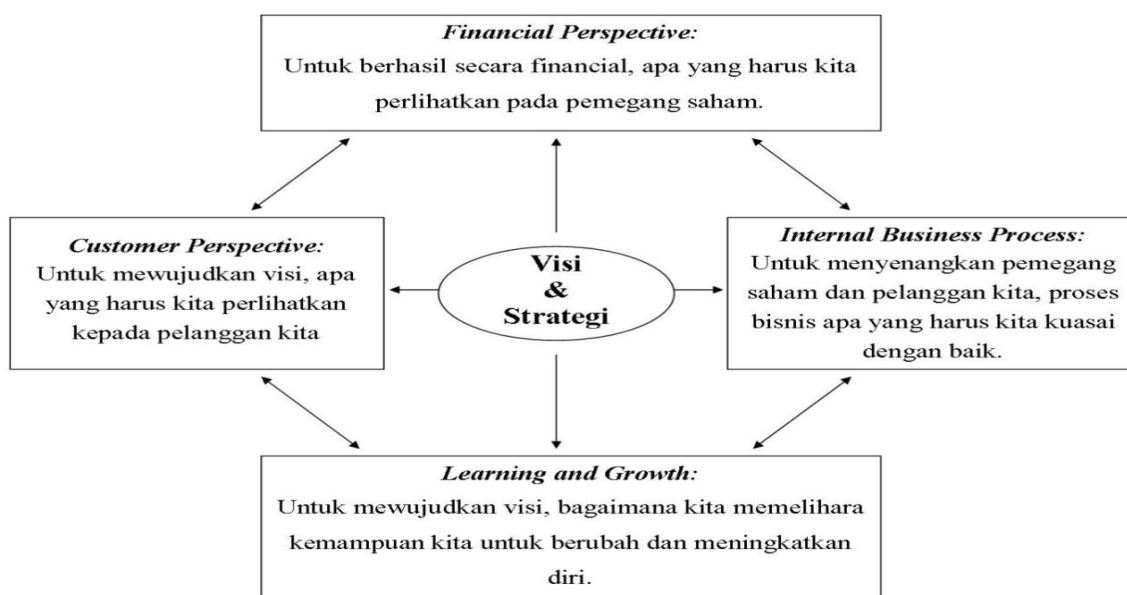 Financial Perspective:
Untuk berhasil secara financial, apa yang harus kita
perlihatkan pada pemegang saham.
Customer Perspective:
Untuk mewujudkan visi, apa
yang harus kita perlihatkan
kepada pelanggan kita
Visi
&
Strategi
Internal Business Process:
Untuk menyenangkan pemegang
saham dan pelanggan kita, proses
bisnis apa yang harus kita kuasai
dengan baik.
Learning and Growth:
Untuk mewujudkan visi, bagaimana kita memelihara
kemampuan kita untuk berubah dan meningkatkan
diri.